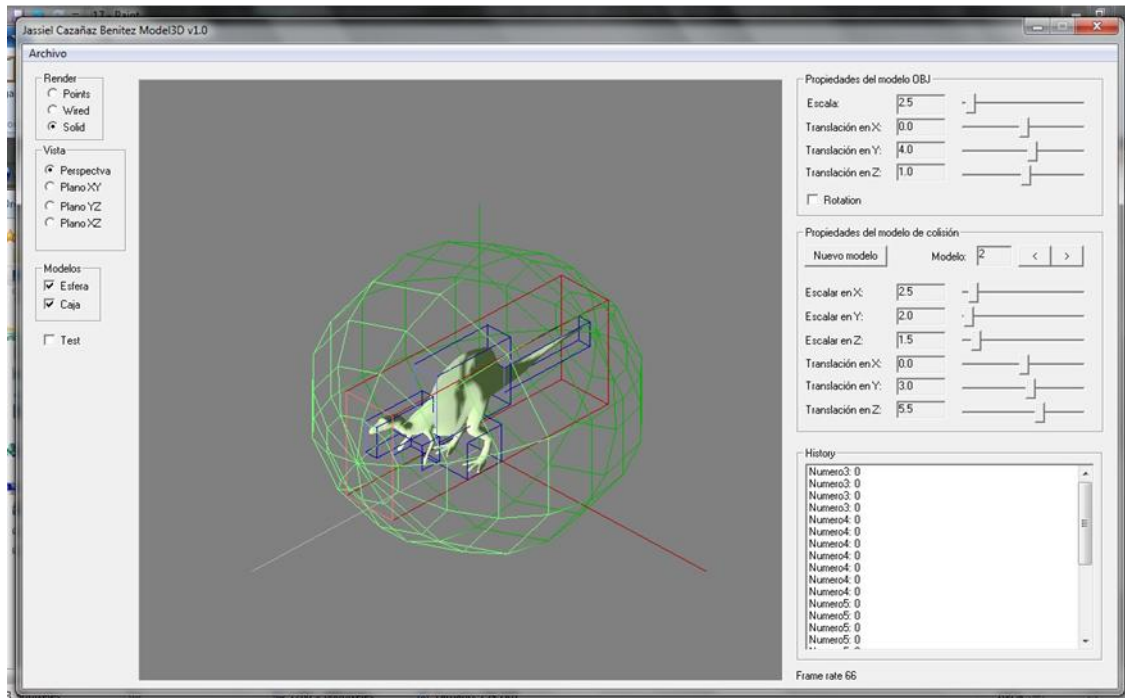 Jassiel Cazañaz Benitez Model3D v1.0
Archivo
Render
Points
Wired
Solid
Vista
Perspectva
Plano XY
Plano YZ
Plano XZ
Modelos
Esfera
Caja
Test
Propiedades del modelo OBJ
Escala: 2.5
Translación en X: 0.0
Translación en Y: 4.0
Translación en Z: 1.0
Rotation
Propiedades del modelo de colisión
Nuevo modelo Modelo: 2 < >
Escalar en X: 2.5
Escalar en Y: 2.0
Escalar en Z: 1.5
Translación en X: 0.0
Translación en Y: 3.0
Translación en Z: 5.5
History
Numero3: 0
Numero3: 0
Numero3: 0
Numero3: 0
Numero4: 0
Numero4: 0
Numero4: 0
Numero4: 0
Numero4: 0
Numero4: 0
Numero4: 0
Numero5: 0
Numero5: 0
Numero5: 0
Numero5: 0
Frame rate 66